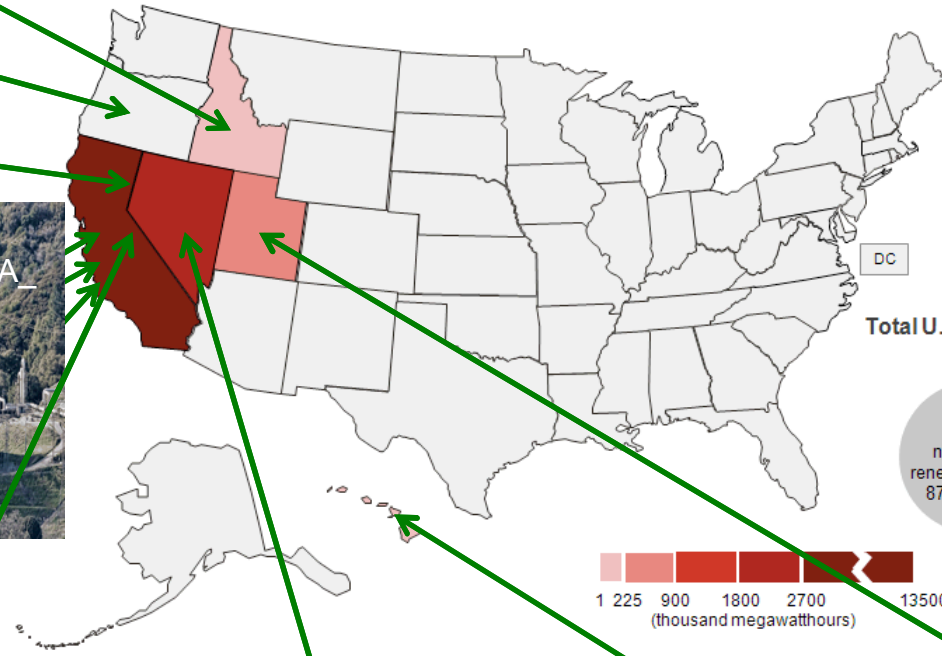 A_
DC
Total U.
n
rene
87
1 225 900 1800 2700 13500
(thousand megawatthours)